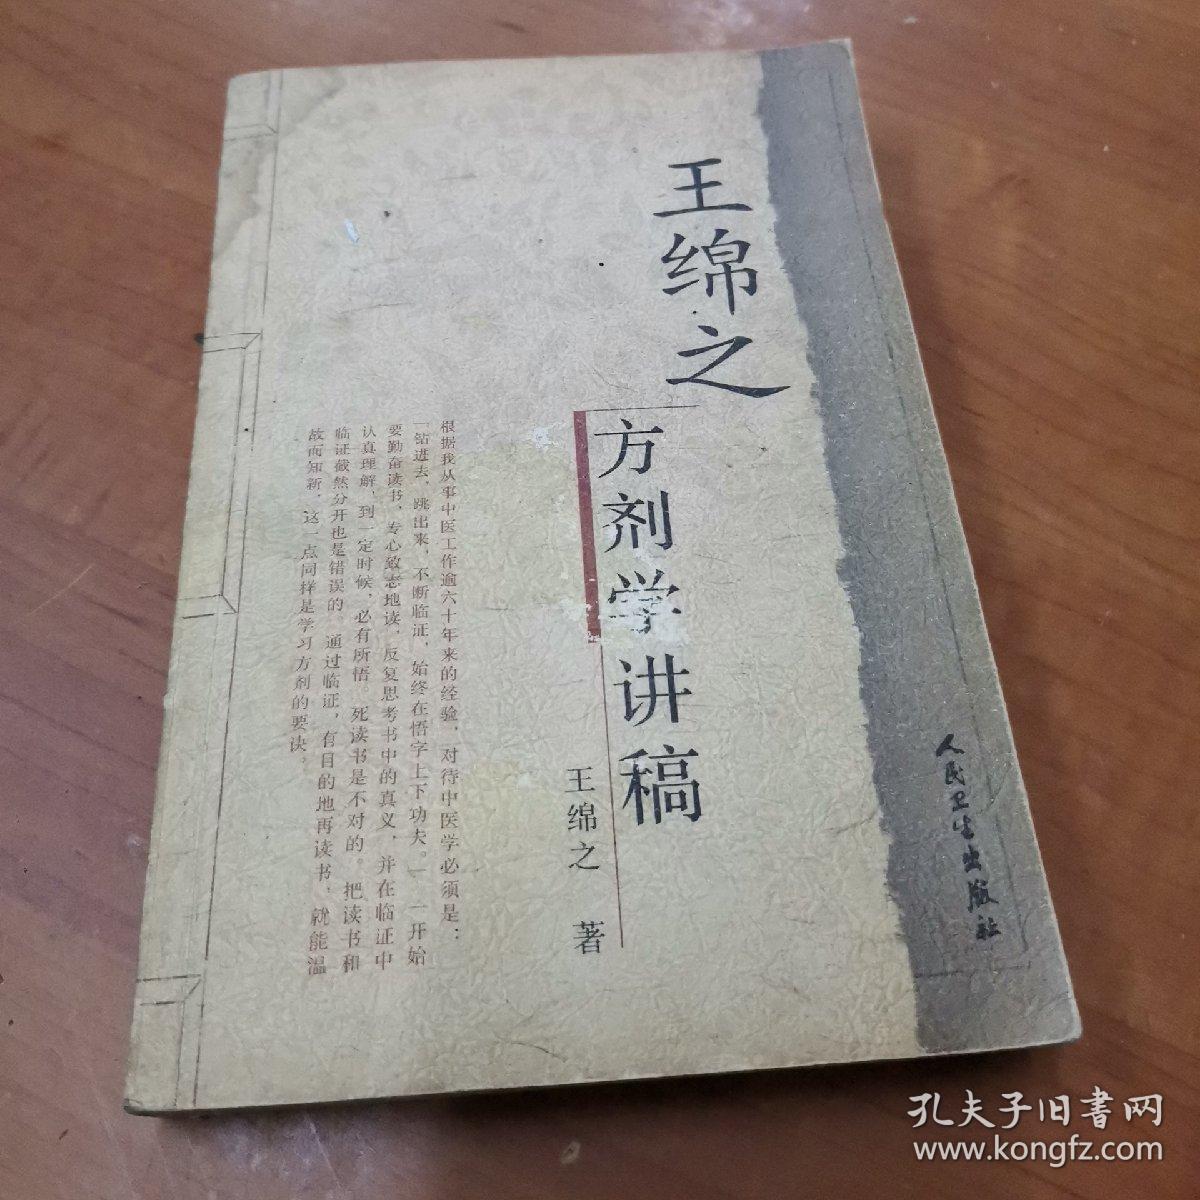 王绵之
方剂学讲稿
王绵之 著
根据我从事中医工作逾六十年来的经验，对待中医学必须是：
一钻进去，跳出来，不断临证，始终在悟字上下功夫。一开始
要勤奋读书，专心致志地读，反复思考书中的真义，并在临证中
认真理解，到一定时候，必有所悟。死读书是不对的。把读书和
临证截然分开也是错误的。通过临证，有目的地再读书，就能温
故而知新，这一点同样是学习方剂的要诀。
人民卫生出版社
孔夫子旧书网
www.kongfz.com